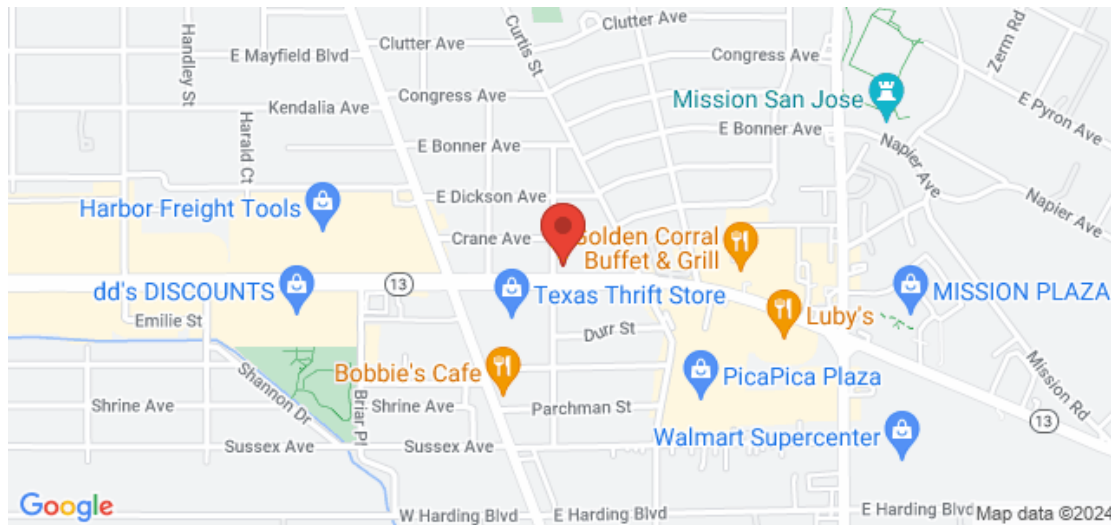 Clutter Ave
Curtis St
Zerm Rd
Handley St
E Mayfield Blvd
Clutter Ave
Congress Ave
Congress Ave
Mission San Jose
E Pyron Ave
Kendalia Ave
Harald Ct
E Bonner Ave
E Bonner Ave
Napier Ave
Napier Ave
E Dickson Ave
Harbor Freight Tools
Crane Ave
Golden Corral
Buffet & Grill
13
dd's DISCOUNTS
Texas Thrift Store
MISSION PLAZA
Emilie St
Durr St
Luby's
Shannon Dr
Bobbie's Cafe
PicaPica Plaza
Mission Rd
Briar Pl
Shrine Ave
Shrine Ave
Parchman St
13
Sussex Ave
Sussex Ave
Walmart Supercenter
Google
W Harding Blvd
E Harding Blvd
E Harding Blvd
Map data ©2024